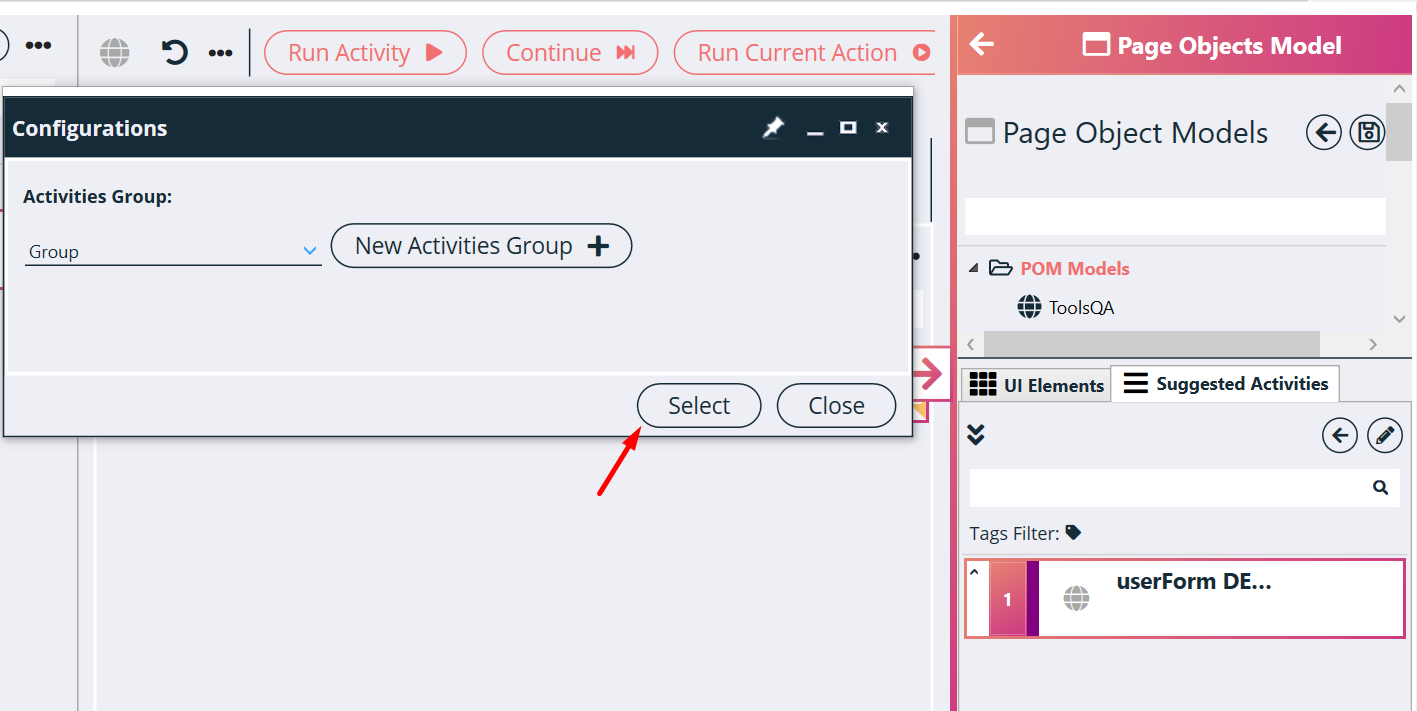 Run Activity
Continue
Run Current Action
Page Objects Model
Configurations
Page Object Models
Activities Group:
Group
New Activities Group
POM Models
ToolsQA
Select
Close
UI Elements
Suggested Activities
Tags Filter:
1
userForm DE...